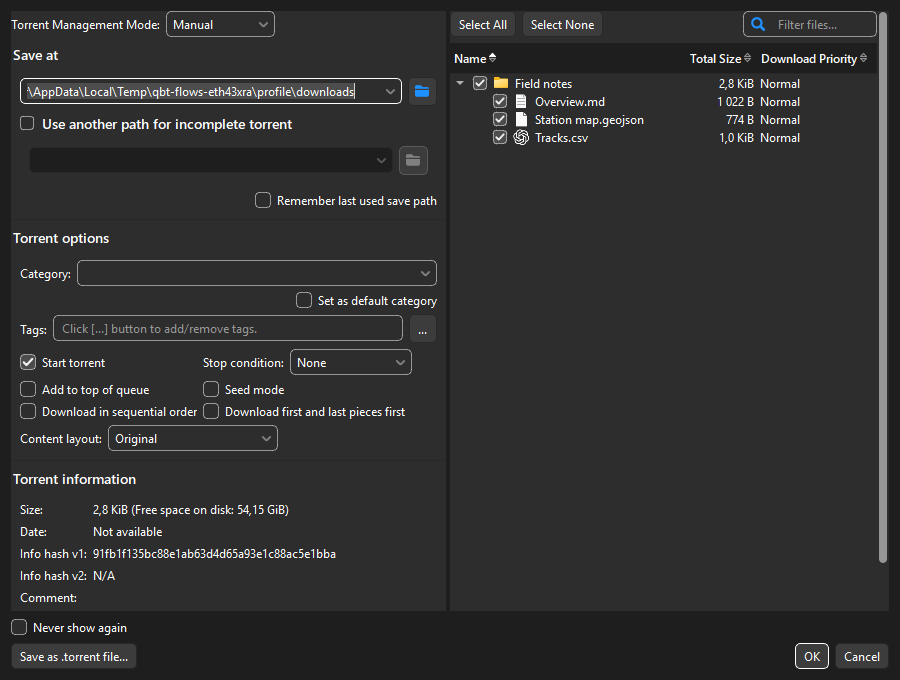 Torrent Management Mode: Manual
Save at
\AppData\Local\Temp\qbt-flows-eth43xra\profile\downloads
Use another path for incomplete torrent
Remember last used save path
Torrent options
Category:
Set as default category
Tags: Click [...] button to add/remove tags. ...
Start torrent Stop condition: None
Add to top of queue Seed mode
Download in sequential order Download first and last pieces first
Content layout: Original
Torrent information
Size: 2,8 KiB (Free space on disk: 54,15 GiB)
Date: Not available
Info hash v1: 91fb1f135bc88e1ab63d4d65a93e1c88ac5e1bba
Info hash v2: N/A
Comment:
Select All Select None Filter files...
Name Total Size Download Priority
Field notes 2,8 KiB Normal
Overview.md 1 022 B Normal
Station map.geojson 774 B Normal
Tracks.csv 1,0 KiB Normal
Never show again
Save as .torrent file... OK Cancel